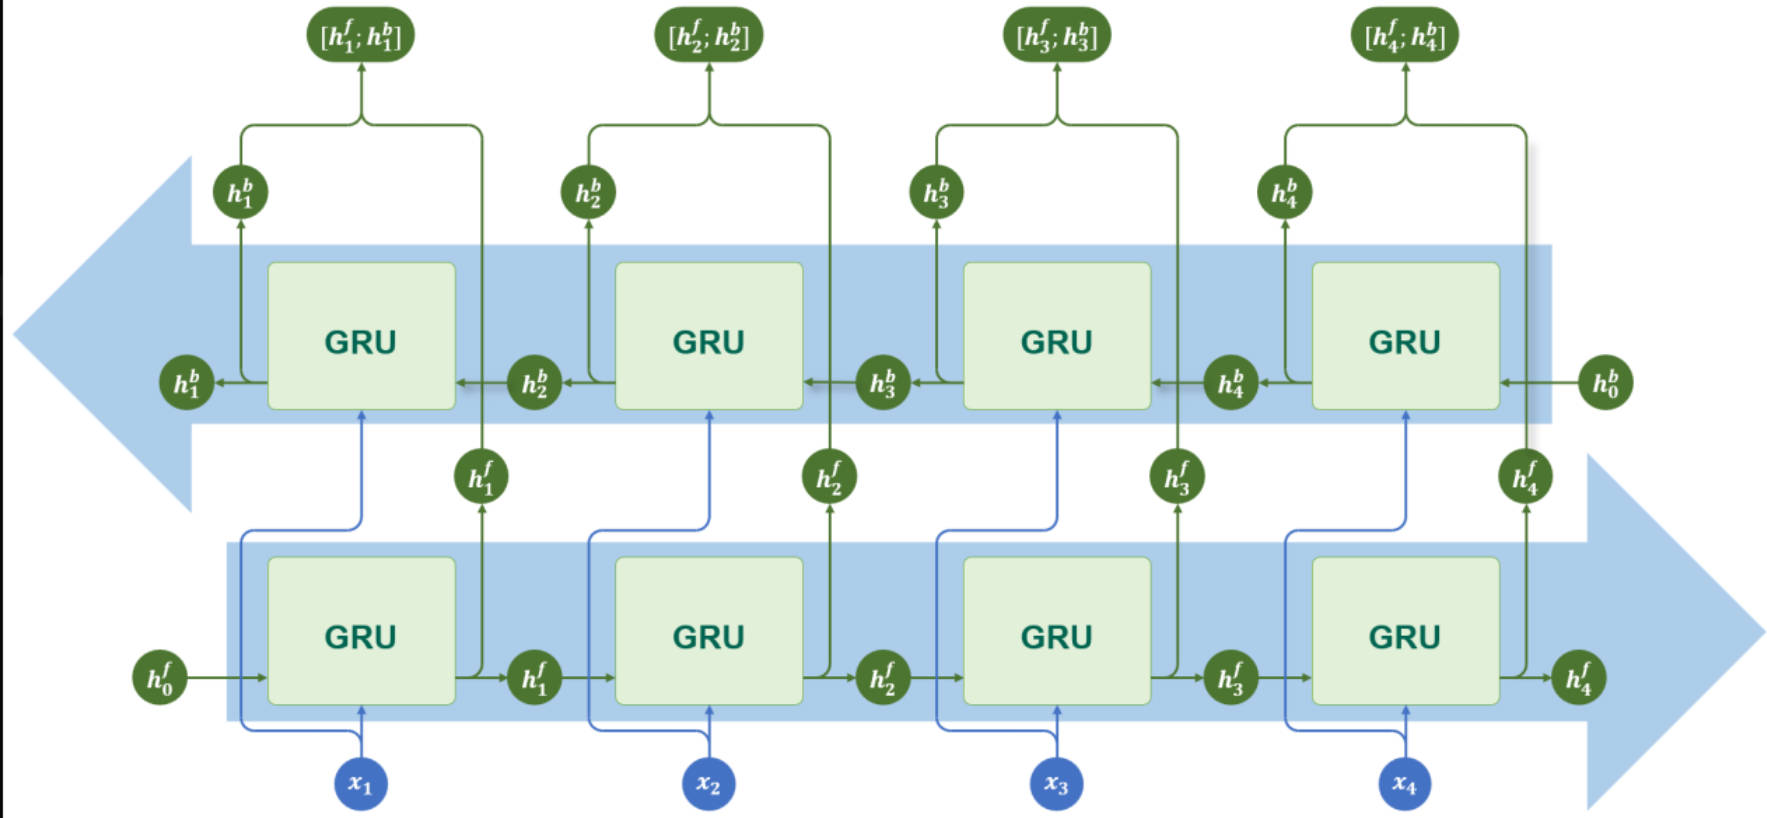 [h₁ᶠ; h₁ᵇ] [h₂ᶠ; h₂ᵇ] [h₃ᶠ; h₃ᵇ] [h₄ᶠ; h₄ᵇ]
h₁ᵇ h₂ᵇ h₃ᵇ h₄ᵇ
GRU GRU GRU GRU
h₁ᵇ h₂ᵇ h₃ᵇ h₄ᵇ h₀ᵇ
h₁ᶠ h₂ᶠ h₃ᶠ h₄ᶠ
GRU GRU GRU GRU
h₀ᶠ h₁ᶠ h₂ᶠ h₃ᶠ h₄ᶠ
x₁ x₂ x₃ x₄